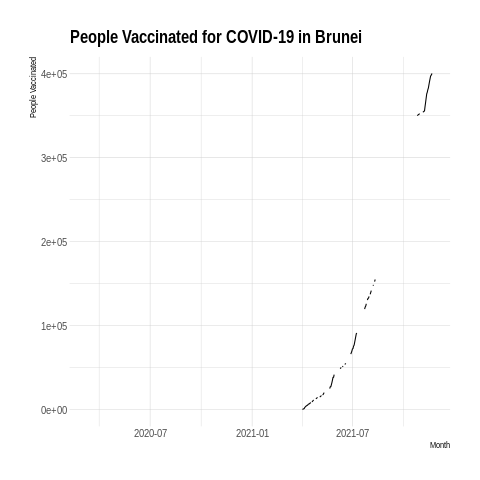 People Vaccinated for COVID-19 in Brunei
People Vaccinated
4e+05
3e+05
2e+05
1e+05
0e+00
2020-07 2021-01 2021-07
Month